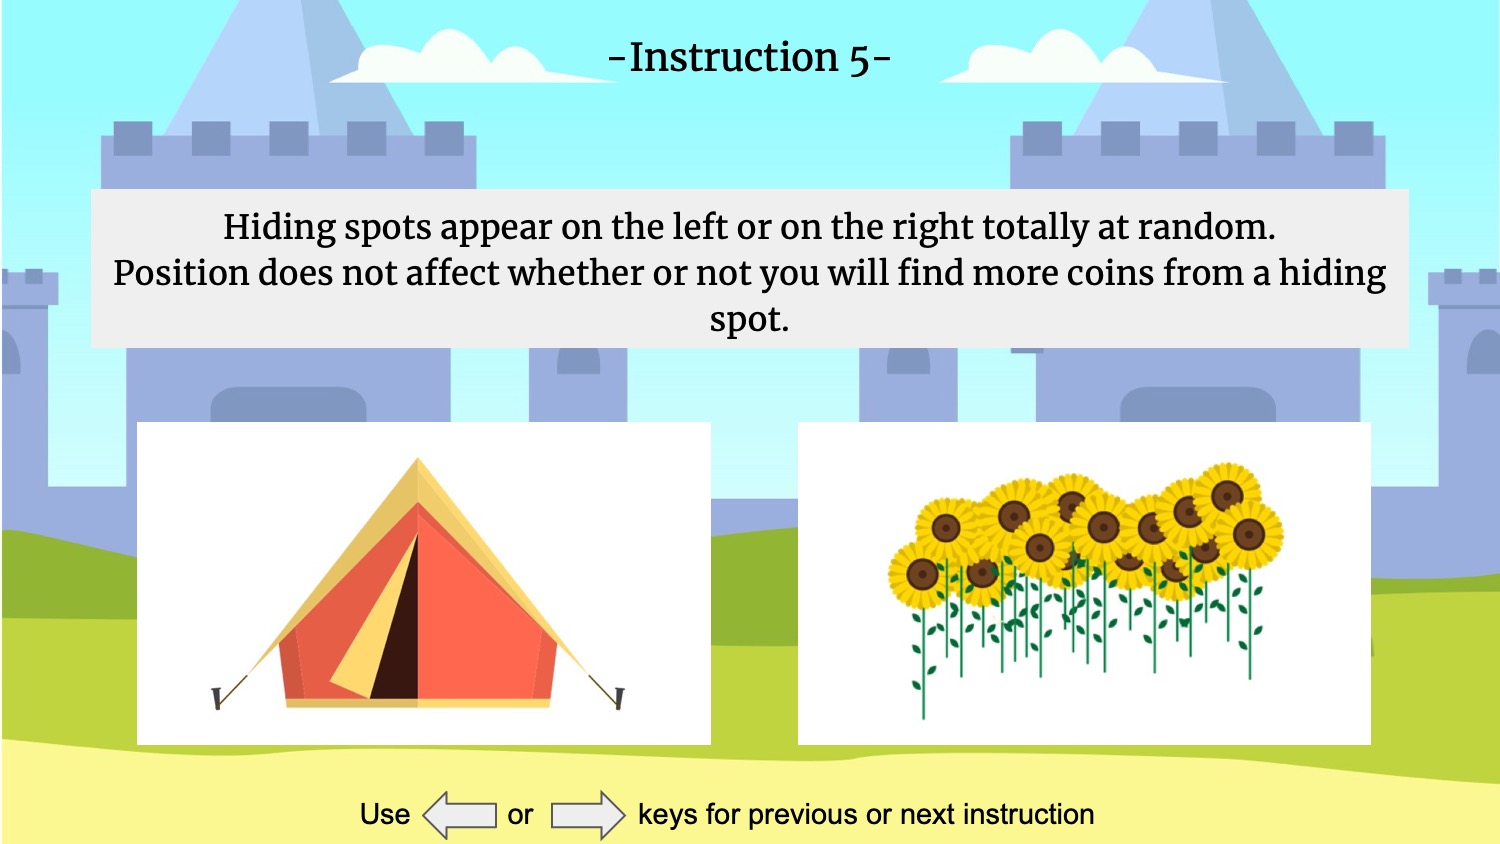 -Instruction 5-
Hiding spots appear on the left or on the right totally at random.
Position does not affect whether or not you will find more coins from a hiding
spot.
Use or keys for previous or next instruction